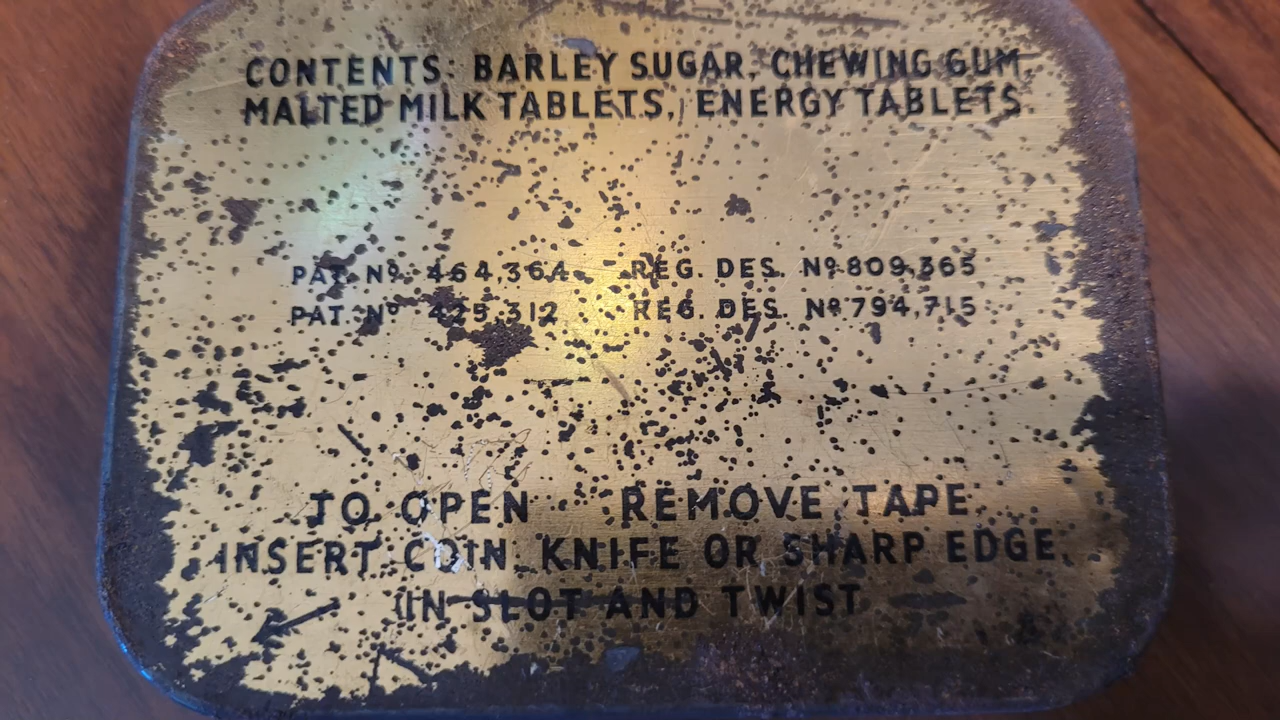 CONTENTS: BARLEY SUGAR, CHEWING GUM,
MALTED MILK TABLETS, ENERGY TABLETS.
PAT. Nº 464,364. REG. DES. Nº 809,365
PAT. Nº 425,312 REG. DES. Nº 794,715
TO OPEN REMOVE TAPE
INSERT COIN, KNIFE OR SHARP EDGE,
IN SLOT AND TWIST